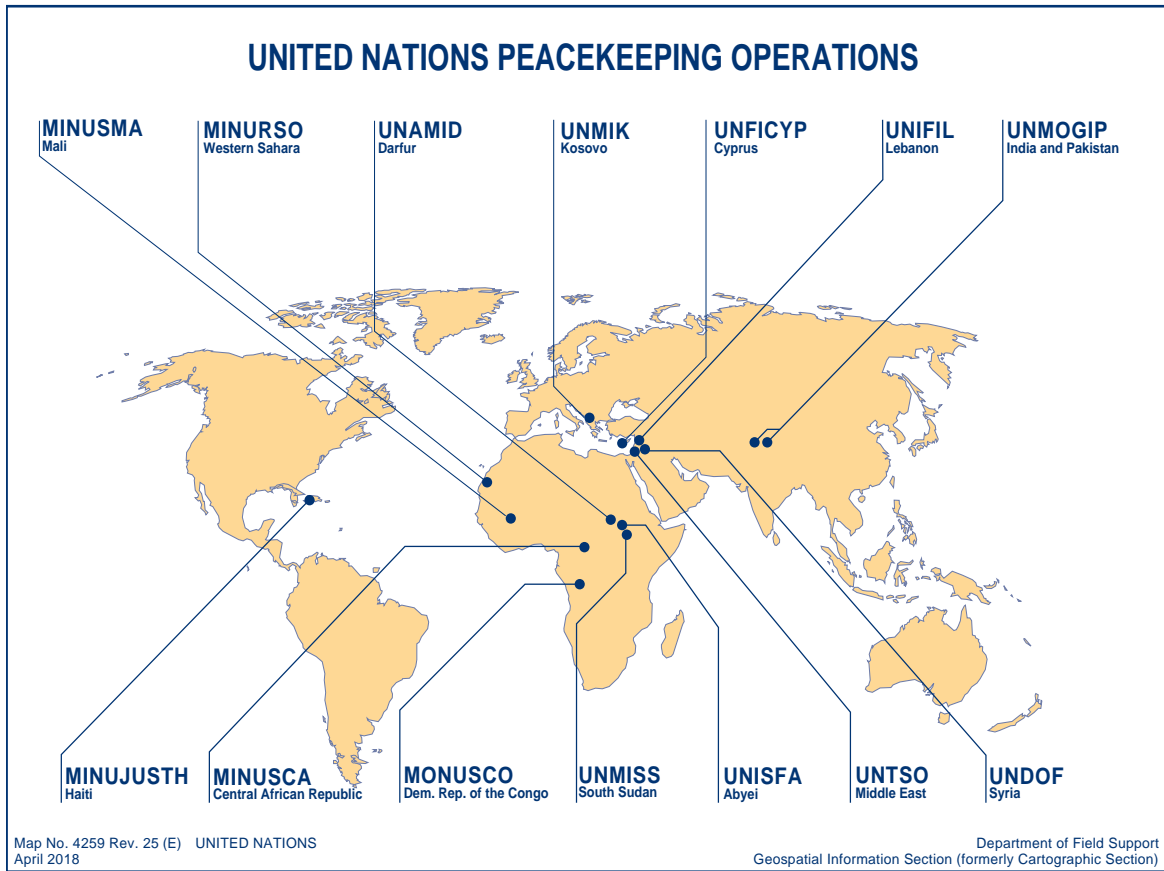 UNITED NATIONS PEACEKEEPING OPERATIONS
MINUSMA
Mali
MINURSO
Western Sahara
UNAMID
Darfur
UNMIK
Kosovo
UNFICYP
Cyprus
UNIFIL
Lebanon
UNMOGIP
India and Pakistan
MINUJUSTH
Haiti
MINUSCA
Central African Republic
MONUSCO
Dem. Rep. of the Congo
UNMISS
South Sudan
UNISFA
Abyei
UNTSO
Middle East
UNDOF
Syria
Map No. 4259 Rev. 25 (E) UNITED NATIONS
April 2018
Department of Field Support
Geospatial Information Section (formerly Cartographic Section)